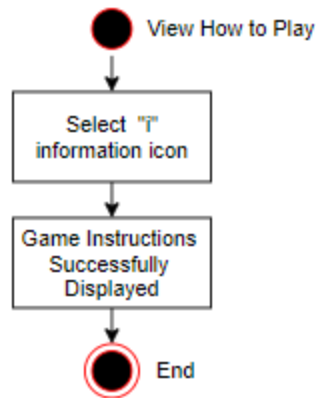 View How to Play
Select "i"
information icon
Game Instructions
Successfully
Displayed
End